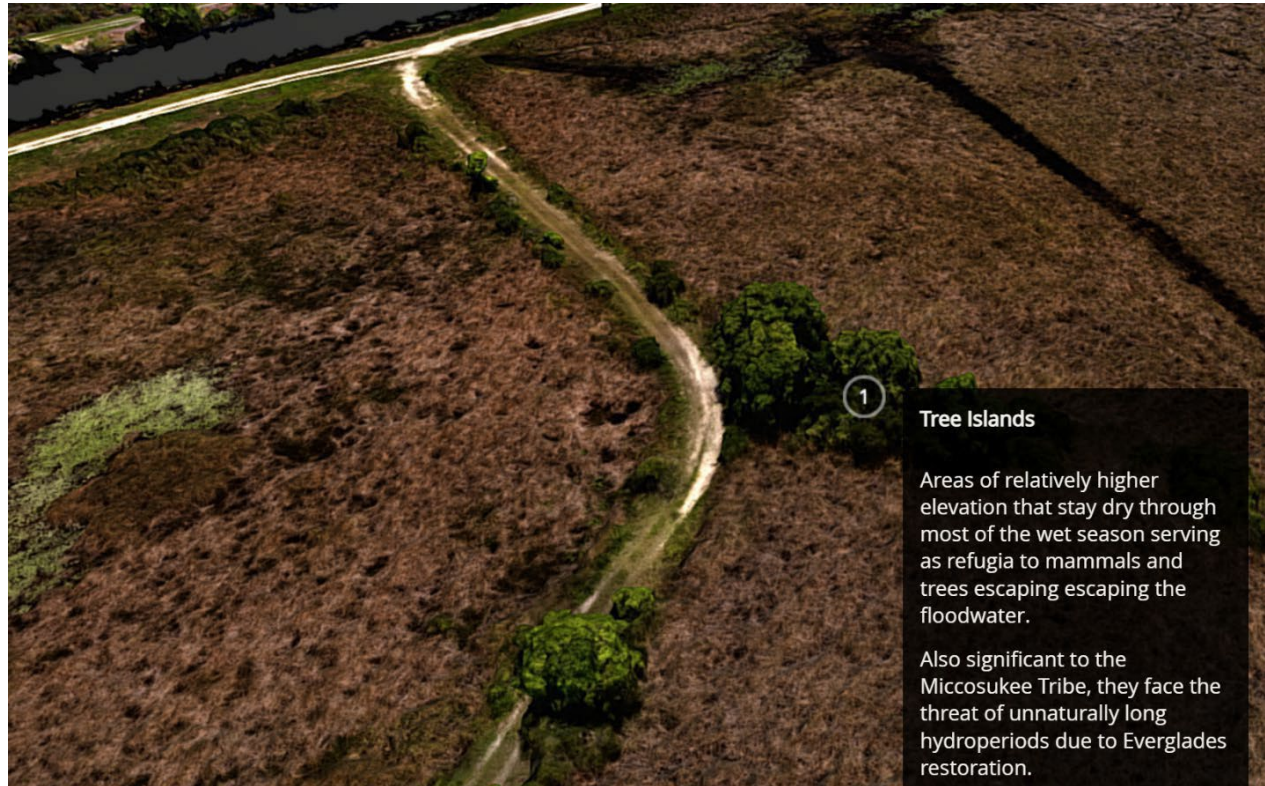 1
Tree Islands
Areas of relatively higher
elevation that stay dry through
most of the wet season serving
as refugia to mammals and
trees escaping escaping the
floodwater.
Also significant to the
Miccosukee Tribe, they face the
threat of unnaturally long
hydroperiods due to Everglades
restoration.